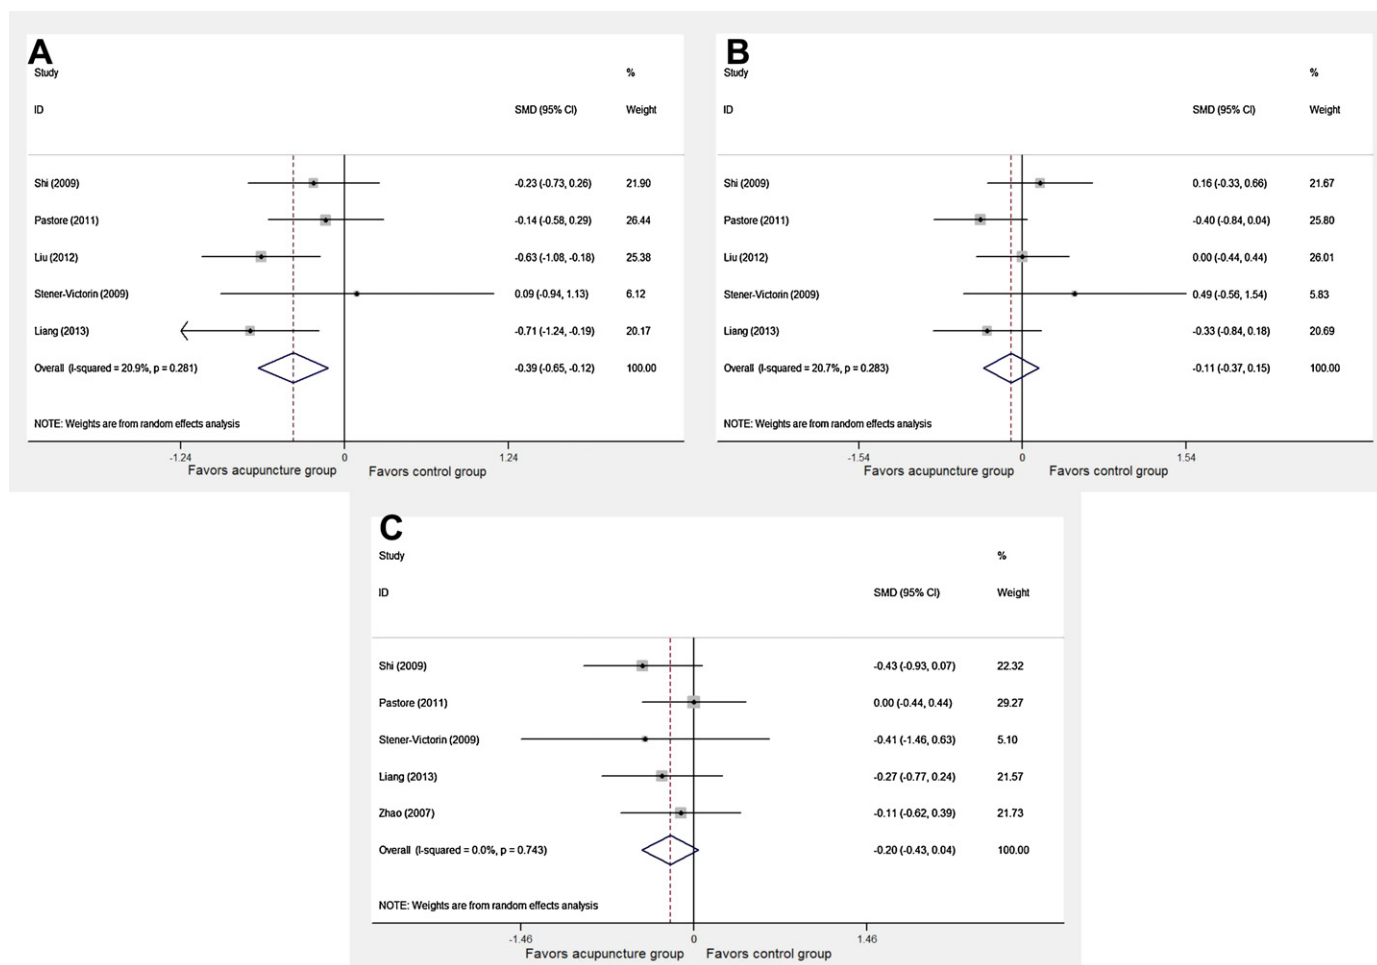 A
Study %
ID SMD (95% CI) Weight
Shi (2009) -0.23 (-0.73, 0.26) 21.90
Pastore (2011) -0.14 (-0.58, 0.29) 26.44
Liu (2012) -0.63 (-1.08, -0.18) 25.38
Stener-Victorin (2009) 0.09 (-0.94, 1.13) 6.12
Liang (2013) -0.71 (-1.24, -0.19) 20.17
Overall (I-squared = 20.9%, p = 0.281) -0.39 (-0.65, -0.12) 100.00
NOTE: Weights are from random effects analysis
-1.24 0 1.24
Favors acupuncture group Favors control group
B
Study %
ID SMD (95% CI) Weight
Shi (2009) 0.16 (-0.33, 0.66) 21.67
Pastore (2011) -0.40 (-0.84, 0.04) 25.80
Liu (2012) 0.00 (-0.44, 0.44) 26.01
Stener-Victorin (2009) 0.49 (-0.56, 1.54) 5.83
Liang (2013) -0.33 (-0.84, 0.18) 20.69
Overall (I-squared = 20.7%, p = 0.283) -0.11 (-0.37, 0.15) 100.00
NOTE: Weights are from random effects analysis
-1.54 0 1.54
Favors acupuncture group Favors control group
C
Study %
ID SMD (95% CI) Weight
Shi (2009) -0.43 (-0.93, 0.07) 22.32
Pastore (2011) 0.00 (-0.44, 0.44) 29.27
Stener-Victorin (2009) -0.41 (-1.46, 0.63) 5.10
Liang (2013) -0.27 (-0.77, 0.24) 21.57
Zhao (2007) -0.11 (-0.62, 0.39) 21.73
Overall (I-squared = 0.0%, p = 0.743) -0.20 (-0.43, 0.04) 100.00
NOTE: Weights are from random effects analysis
-1.46 0 1.46
Favors acupuncture group Favors control group